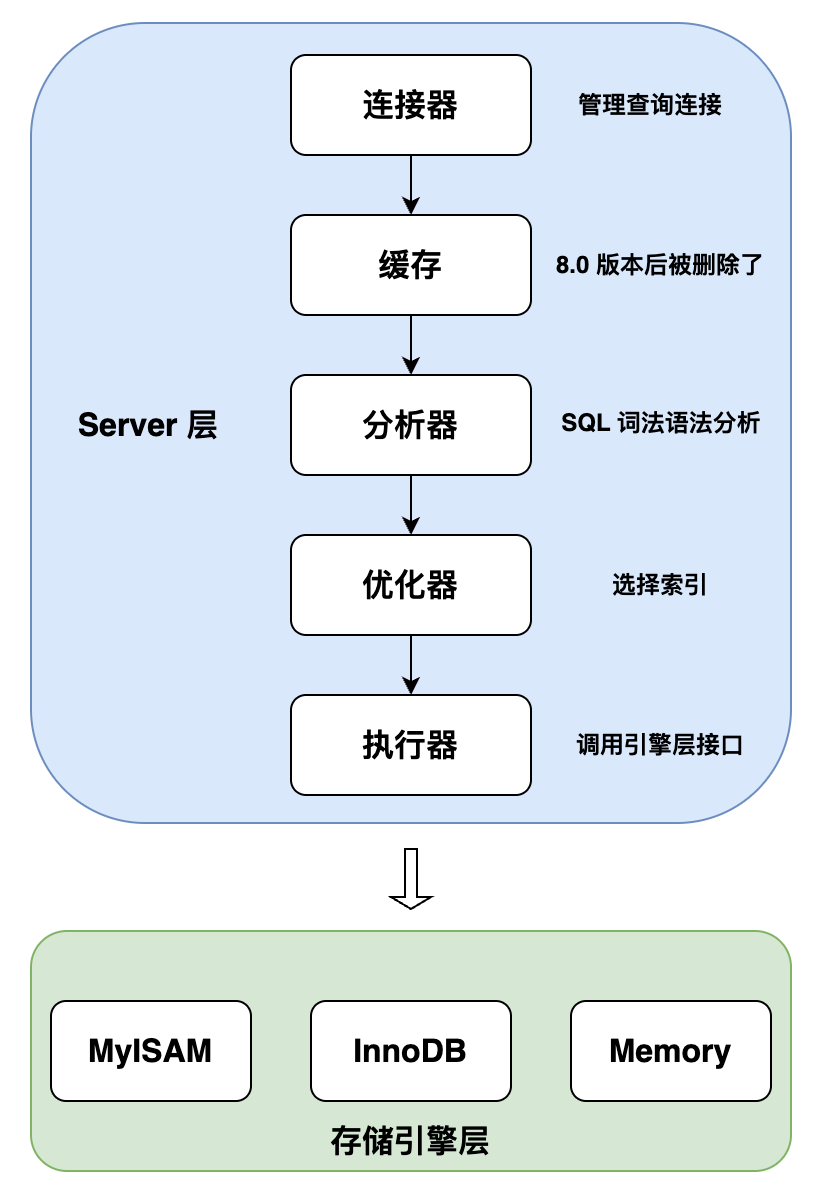 连接器
管理查询连接
缓存
8.0 版本后被删除了
Server 层
分析器
SQL 词法语法分析
优化器
选择索引
执行器
调用引擎层接口
MyISAM
InnoDB
Memory
存储引擎层